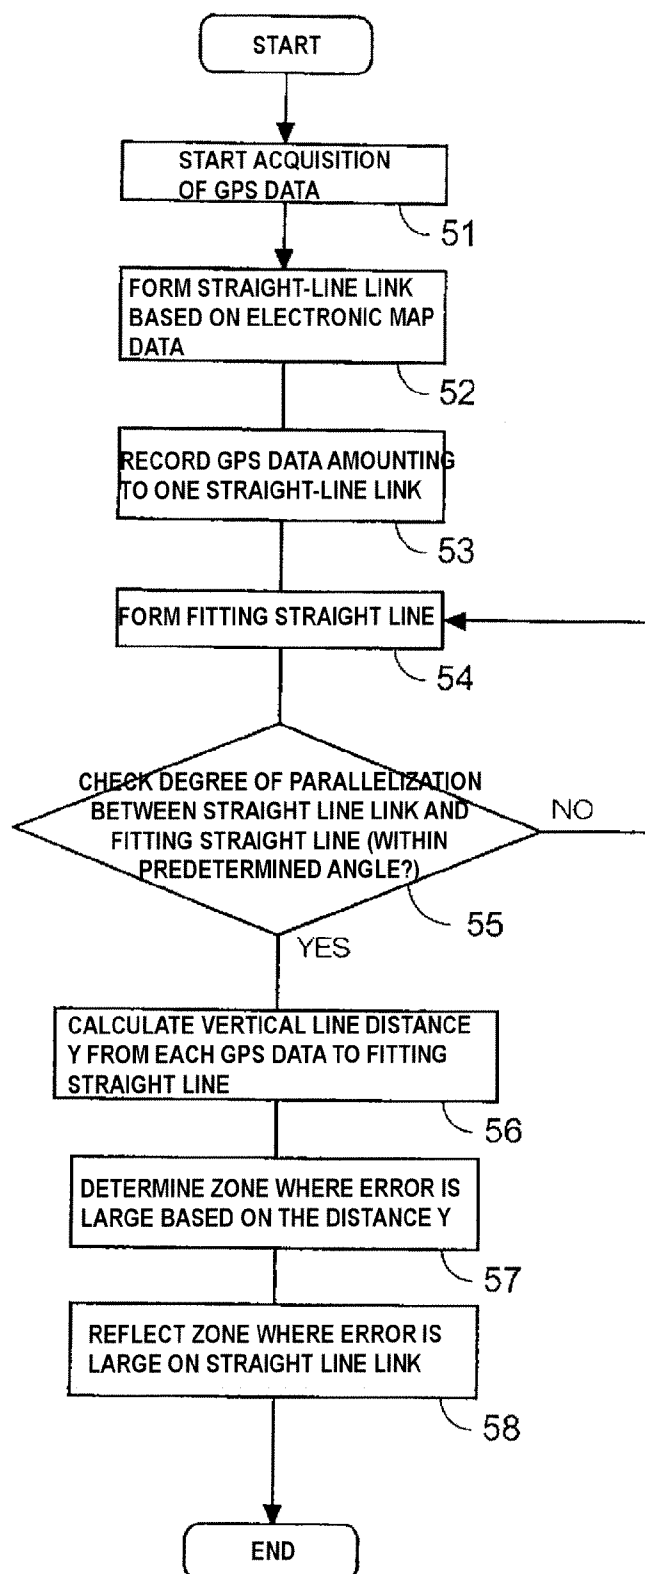 START
START ACQUISITION
OF GPS DATA
51
FORM STRAIGHT-LINE LINK
BASED ON ELECTRONIC MAP
DATA
52
RECORD GPS DATA AMOUNTING
TO ONE STRAIGHT-LINE LINK
53
FORM FITTING STRAIGHT LINE
54
CHECK DEGREE OF PARALLELIZATION
BETWEEN STRAIGHT LINE LINK AND
FITTING STRAIGHT LINE (WITHIN
PREDETERMINED ANGLE?)
NO
55
YES
CALCULATE VERTICAL LINE DISTANCE
Y FROM EACH GPS DATA TO FITTING
STRAIGHT LINE
56
DETERMINE ZONE WHERE ERROR IS
LARGE BASED ON THE DISTANCE Y
57
REFLECT ZONE WHERE ERROR IS
LARGE ON STRAIGHT LINE LINK
58
END